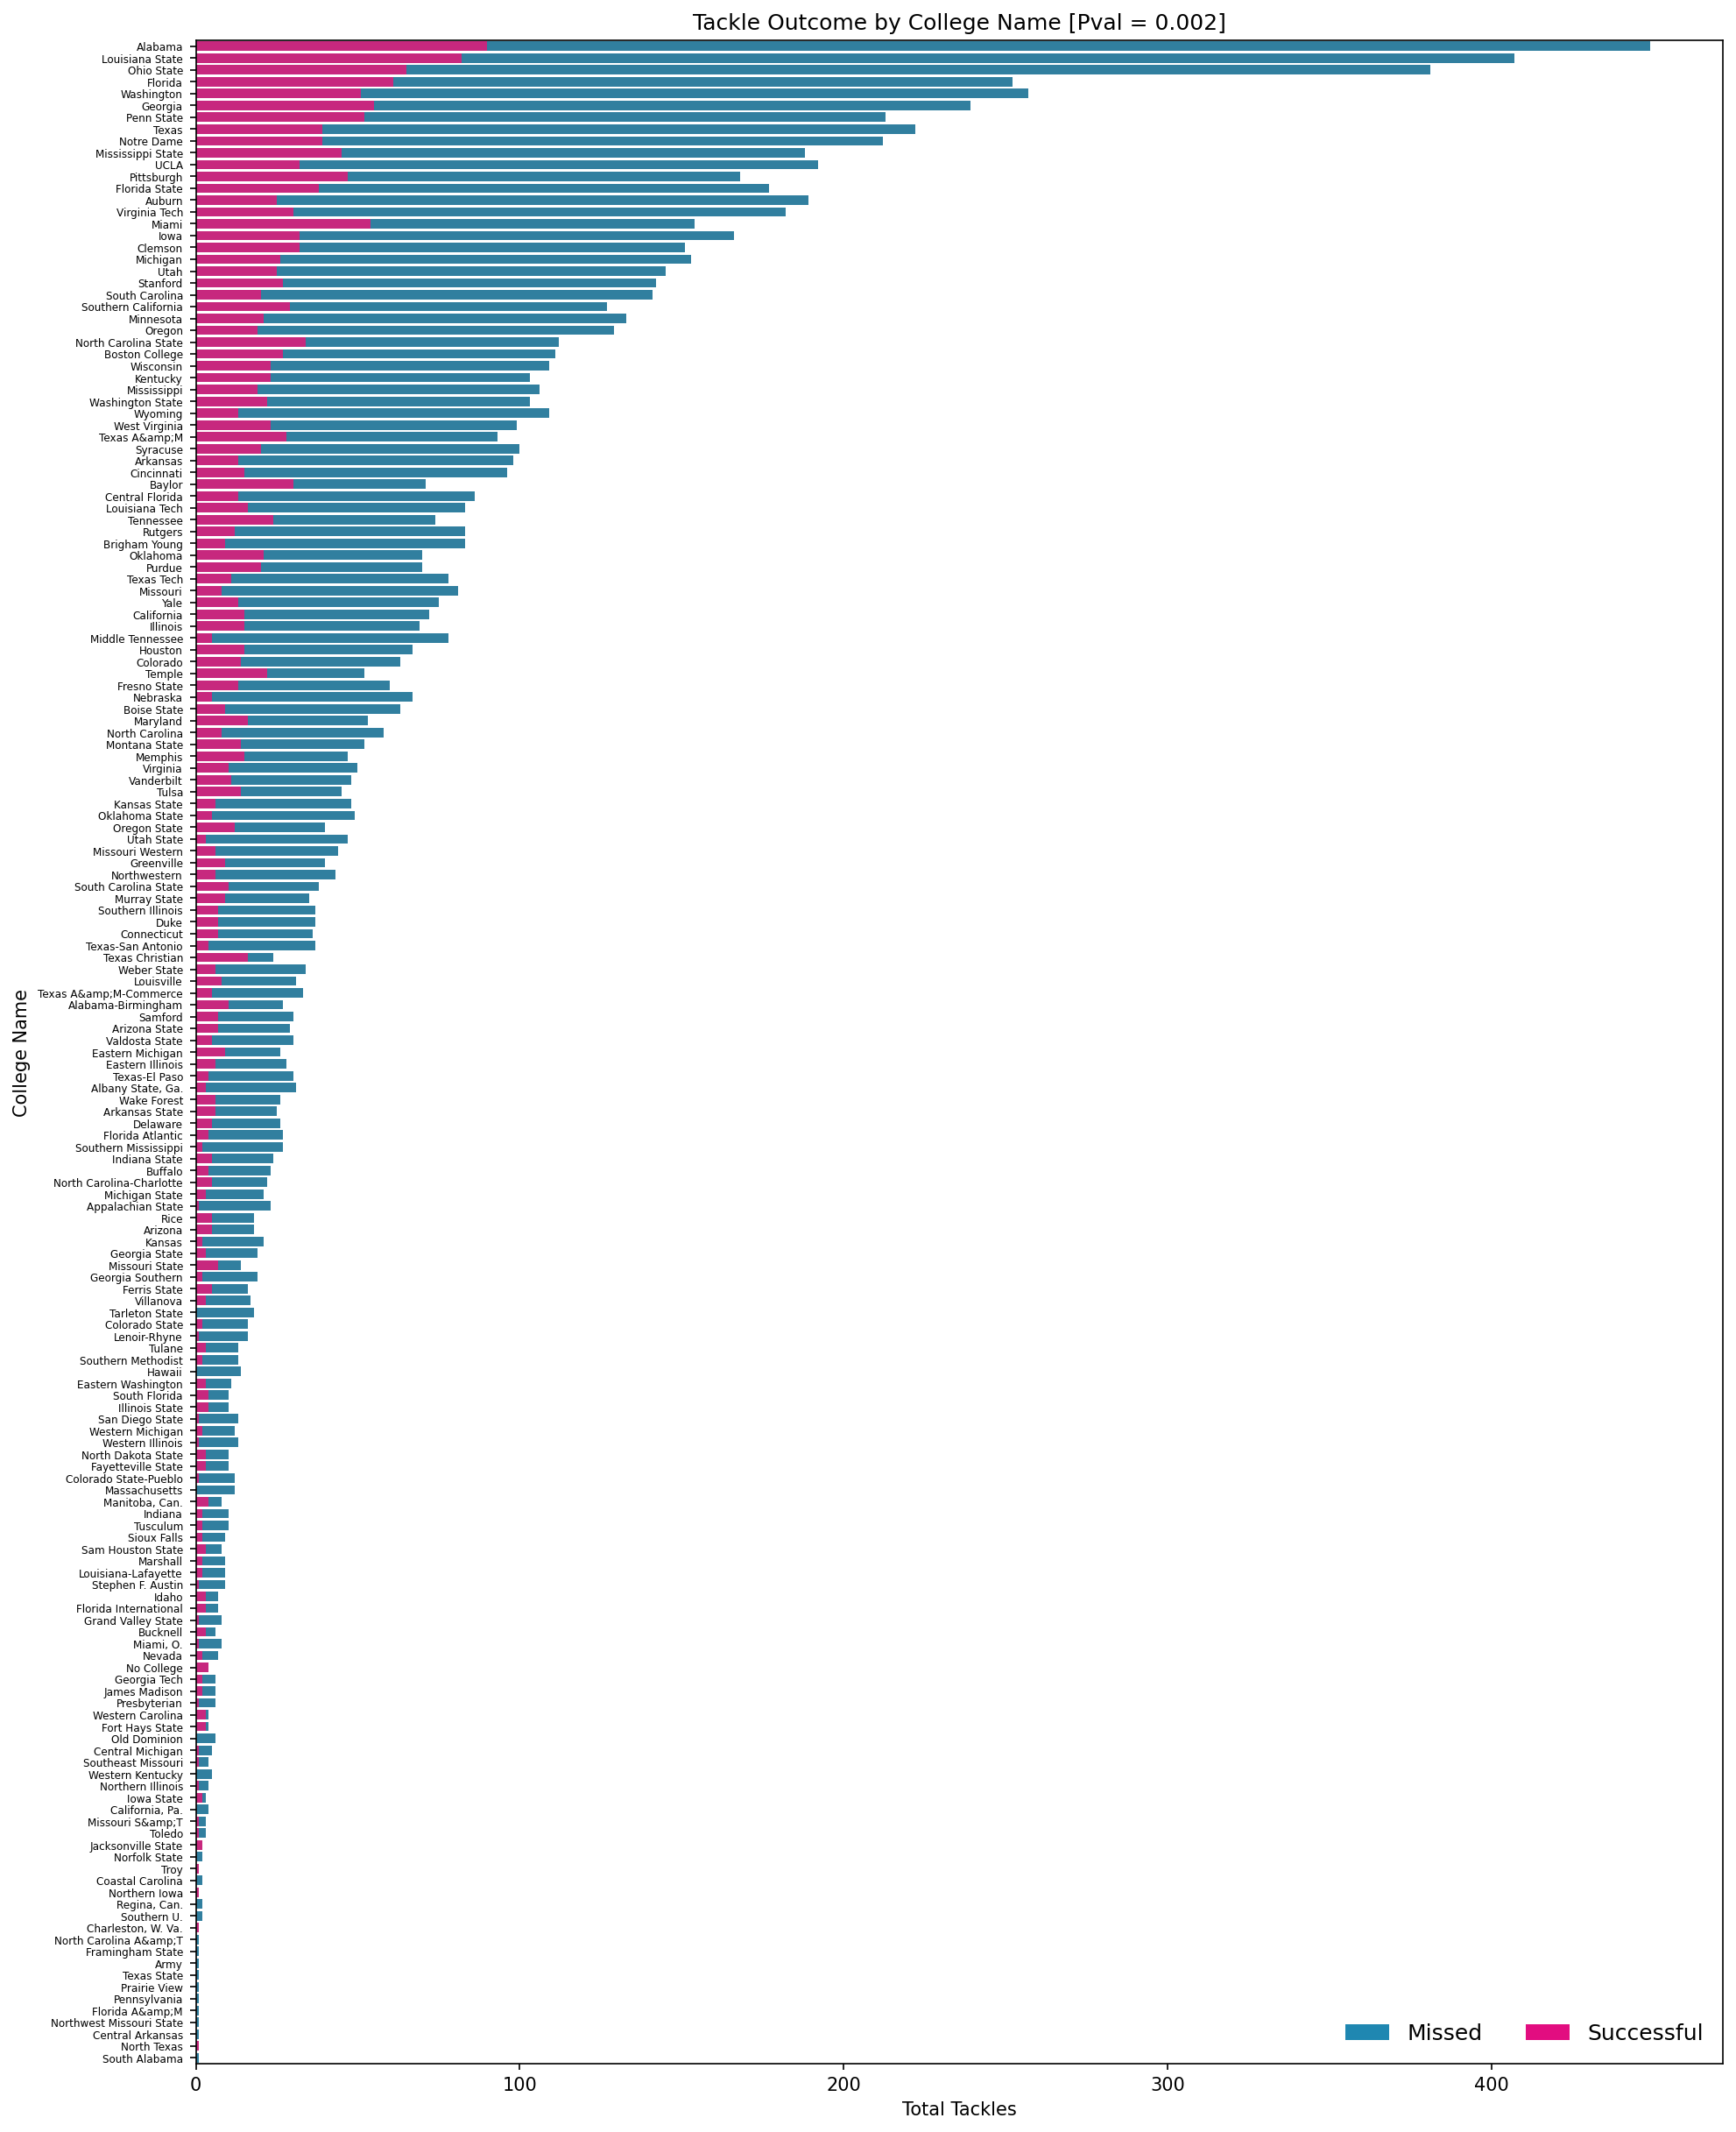 Tackle Outcome by College Name [Pval = 0.002]
Alabama
Louisiana State
Ohio State
Florida
Washington
Georgia
Penn State
Texas
Notre Dame
Mississippi State
UCLA
Pittsburgh
Florida State
Auburn
Virginia Tech
Miami
Iowa
Clemson
Michigan
Utah
Stanford
South Carolina
Southern California
Minnesota
Oregon
North Carolina State
Boston College
Wisconsin
Kentucky
Mississippi
Washington State
Wyoming
West Virginia
Texas A&amp;M
Syracuse
Arkansas
Cincinnati
Baylor
Central Florida
Louisiana Tech
Tennessee
Rutgers
Brigham Young
Oklahoma
Purdue
Texas Tech
Missouri
Yale
California
Illinois
Middle Tennessee
Houston
Colorado
Temple
Fresno State
Nebraska
Boise State
Maryland
North Carolina
Montana State
Memphis
Virginia
Vanderbilt
Tulsa
Kansas State
Oklahoma State
Oregon State
Utah State
Missouri Western
Greenville
Northwestern
South Carolina State
Murray State
Southern Illinois
Duke
Connecticut
Texas-San Antonio
Texas Christian
Weber State
Louisville
Texas A&amp;M-Commerce
Alabama-Birmingham
Samford
Arizona State
Valdosta State
Eastern Michigan
Eastern Illinois
Texas-El Paso
Albany State, Ga.
Wake Forest
Arkansas State
Delaware
Florida Atlantic
Southern Mississippi
Indiana State
Buffalo
North Carolina-Charlotte
Michigan State
Appalachian State
Rice
Arizona
Kansas
Georgia State
Missouri State
Georgia Southern
Ferris State
Villanova
Tarleton State
Colorado State
Lenoir-Rhyne
Tulane
Southern Methodist
Hawaii
Eastern Washington
South Florida
Illinois State
San Diego State
Western Michigan
Western Illinois
North Dakota State
Fayetteville State
Colorado State-Pueblo
Massachusetts
Manitoba, Can.
Indiana
Tusculum
Sioux Falls
Sam Houston State
Marshall
Louisiana-Lafayette
Stephen F. Austin
Idaho
Florida International
Grand Valley State
Bucknell
Miami, O.
Nevada
No College
Georgia Tech
James Madison
Presbyterian
Western Carolina
Fort Hays State
Old Dominion
Central Michigan
Southeast Missouri
Western Kentucky
Northern Illinois
Iowa State
California, Pa.
Missouri S&amp;T
Toledo
Jacksonville State
Norfolk State
Troy
Coastal Carolina
Northern Iowa
Regina, Can.
Southern U.
Charleston, W. Va.
North Carolina A&amp;T
Framingham State
Army
Texas State
Prairie View
Pennsylvania
Florida A&amp;M
Northwest Missouri State
Central Arkansas
North Texas
South Alabama
College Name
Missed Successful
0 100 200 300 400
Total Tackles